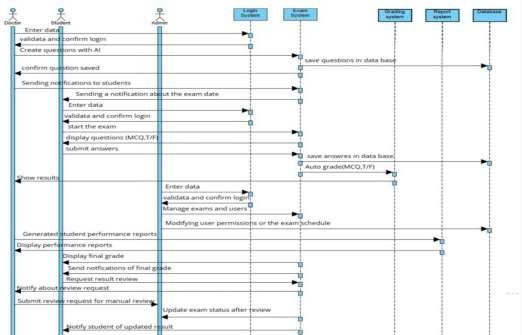 Doctor
Student
Admin
Login System
Exam System
Grading system
Report system
Database
Enter data
validata and confirm login
Create questions with AI
save questions in data base
confirm question saved
Sending notifications to students
Sending a notification about the exam date
Enter data
validata and confirm login
start the exam
display questions (MCQ,T/F)
submit answers
save answres in data base
Auto grade(MCQ,T/F)
Show results
Enter data
validata and confirm login
Manage exams and users
Modifying user permissions or the exam schedule
Generated student performance reports
Display performance reports
Display final grade
Send notfications of final grade
Request result review
Notify about review request
Submit review request for manual review
Update exam status after review
Notify student of updated result